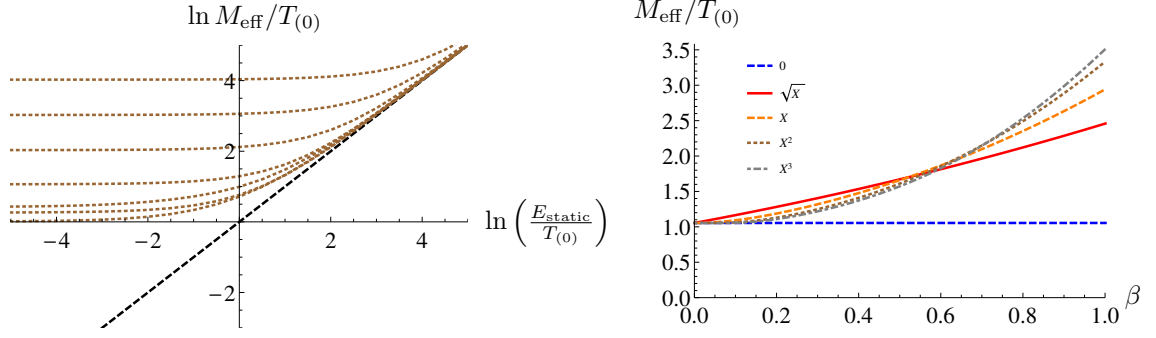 ln M_eff/T_(0)
4
2
−4
−2
0
2
4
−2
ln(E_static/T_(0))
M_eff/T_(0)
3.5
3.0
2.5
2.0
1.5
1.0
0.5
0.0
0.0
0.2
0.4
0.6
0.8
1.0
β
0
√X
X
X²
X³